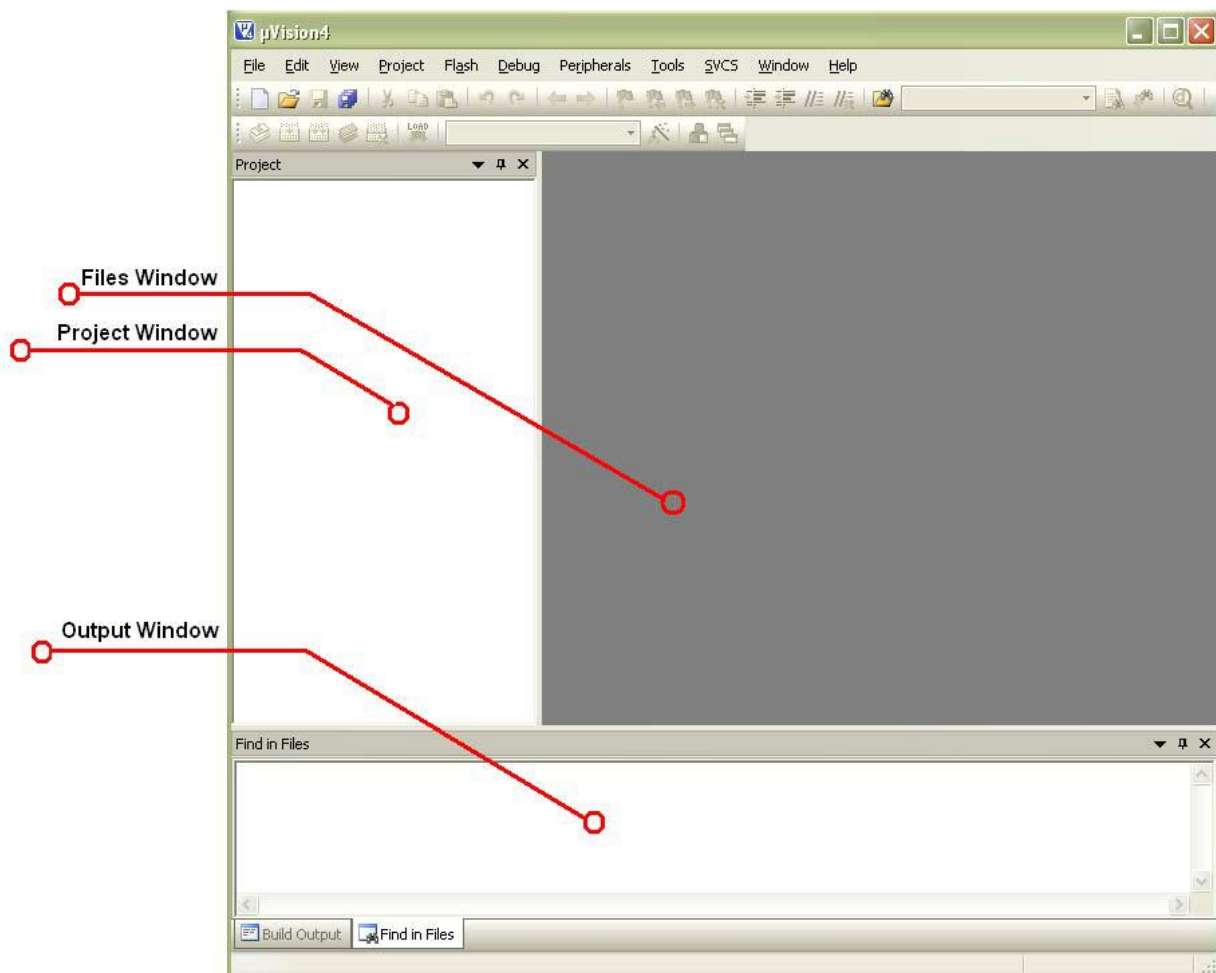 µVision4
File Edit View Project Flash Debug Peripherals Tools SVCS Window Help
LOAD
Project
Files Window
Project Window
Output Window
Find in Files
Build Output Find in Files